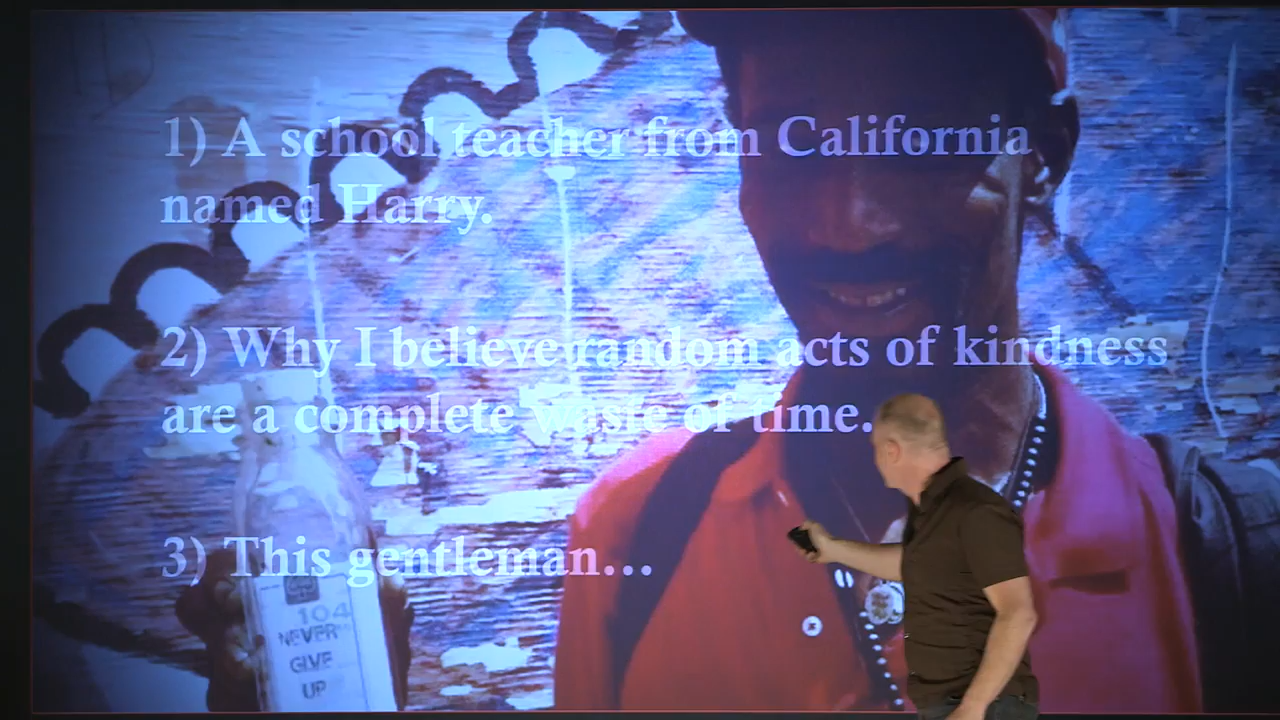 1) A school teacher from California
named Harry.
2) Why I believe random acts of kindness
are a complete waste of time.
3) This gentleman...
104
NEVER
GIVE
UP